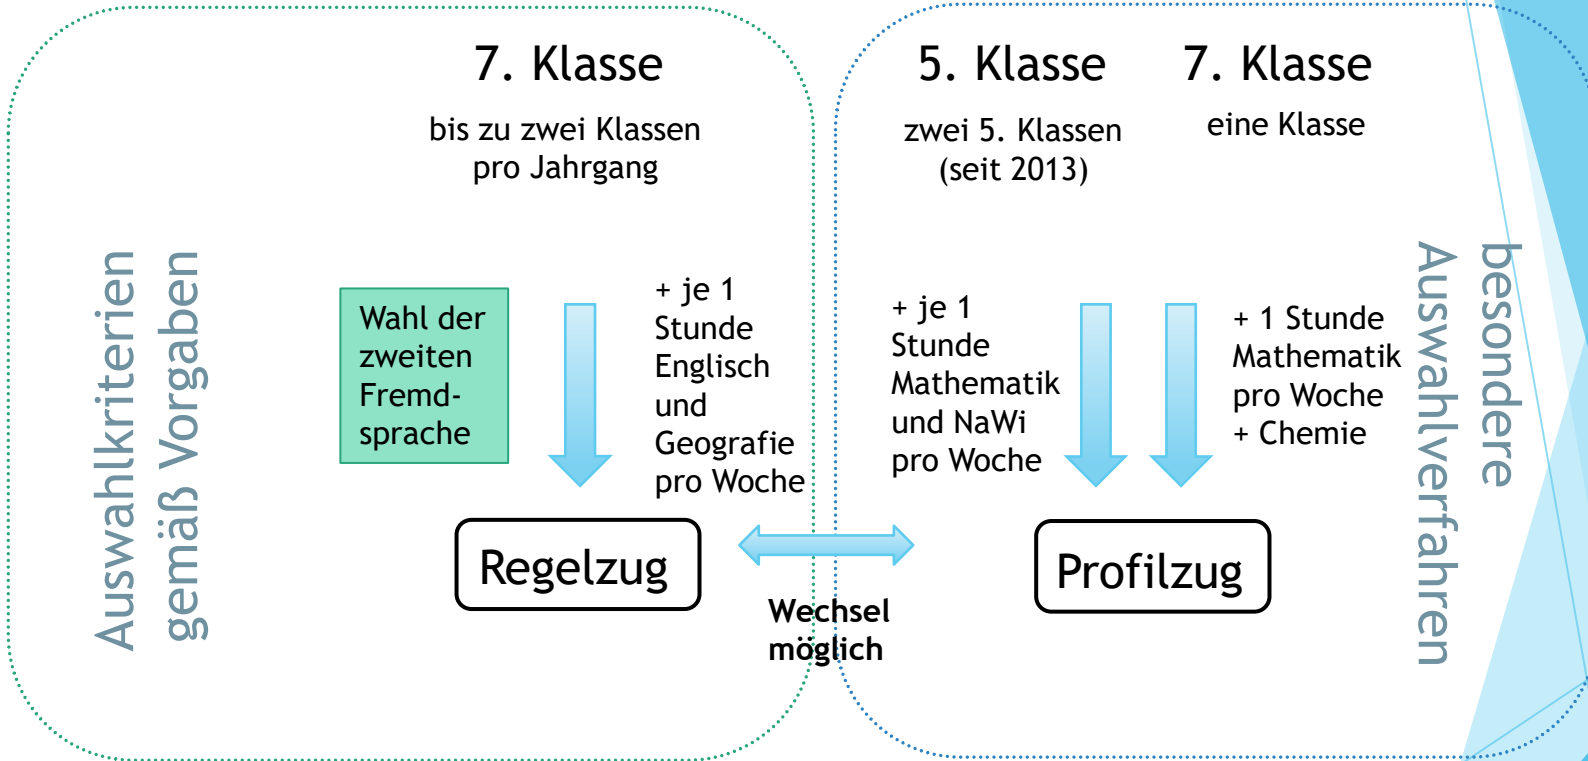 Auswahlkriterien
gemäß Vorgaben
7. Klasse
bis zu zwei Klassen
pro Jahrgang
Wahl der
zweiten
Fremd-
sprache
+ je 1
Stunde
Englisch
und
Geografie
pro Woche
Regelzug
Wechsel
möglich
5. Klasse
zwei 5. Klassen
(seit 2013)
7. Klasse
eine Klasse
+ je 1
Stunde
Mathematik
und NaWi
pro Woche
+ 1 Stunde
Mathematik
pro Woche
+ Chemie
Profilzug
besondere
Auswahlverfahren